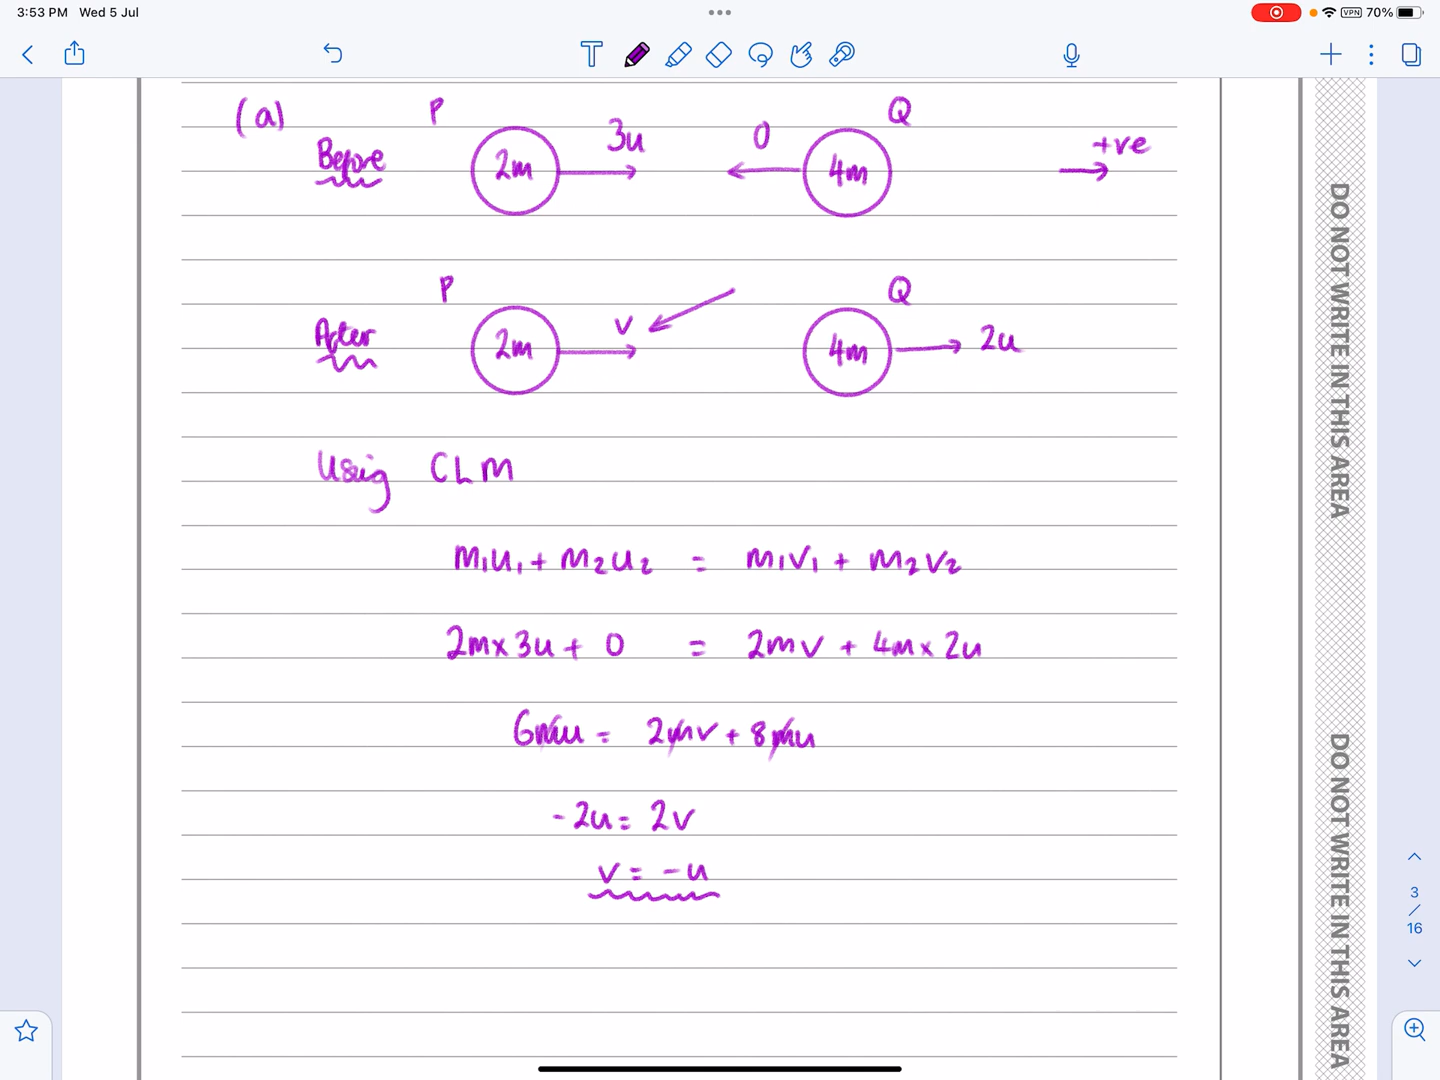 3:53 PM Wed 5 Jul
VPN 70%
T
(a) P Q
Before 2m 3u 0 4m +ve
P Q
After 2m v 4m 2u
Using CLM
m₁u₁ + m₂u₂ = m₁v₁ + m₂v₂
2m × 3u + 0 = 2mv + 4m × 2u
6mu = 2mv + 8mu
-2u = 2v
v = -u
DO NOT WRITE IN THIS AREA
DO NOT WRITE IN THIS AREA
3
/
16